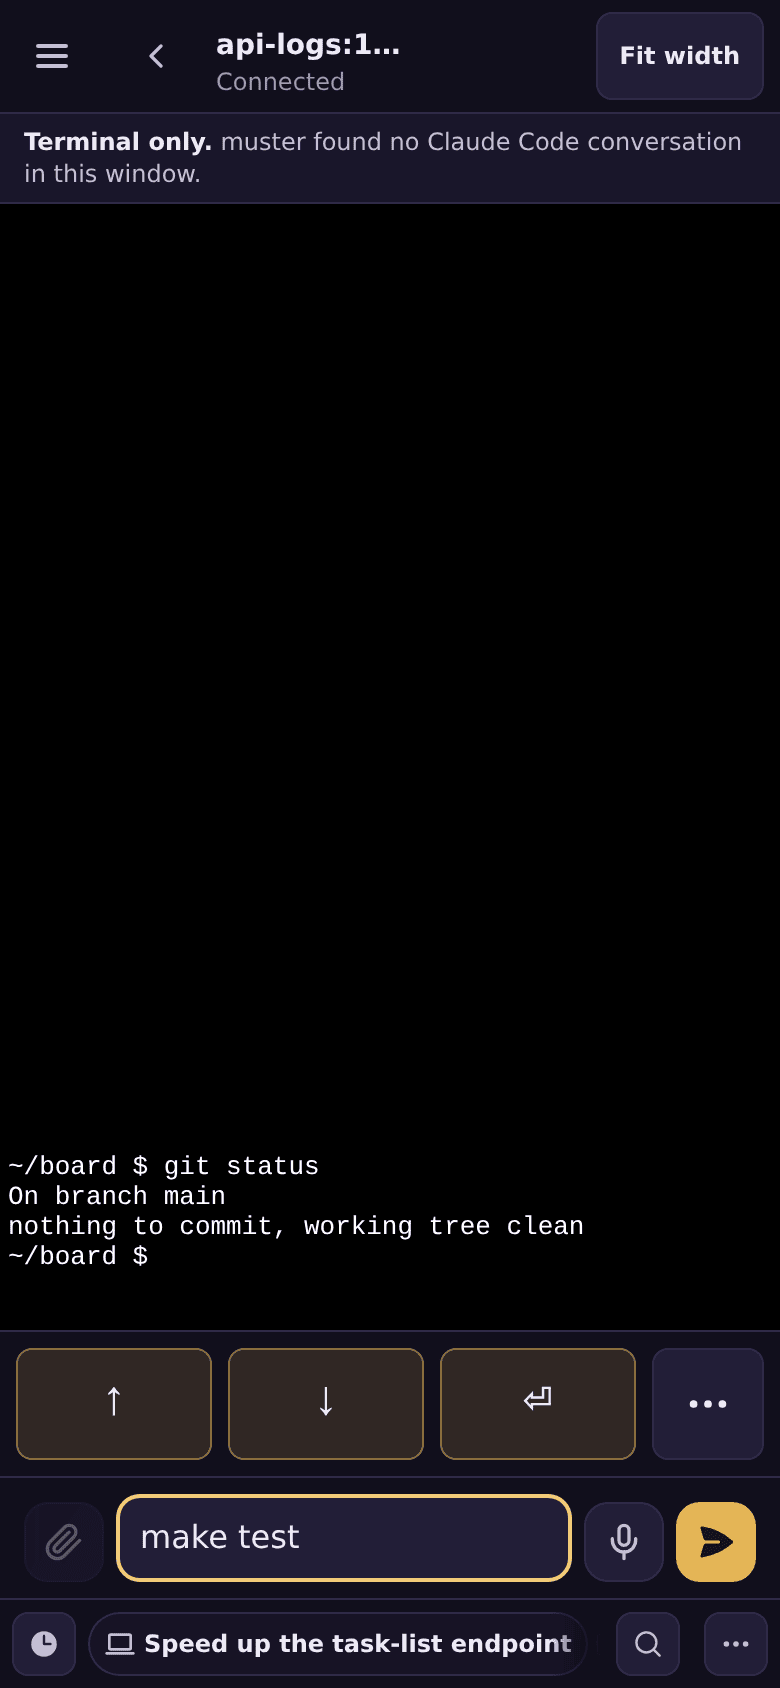 api-logs:1…
Connected
Fit width
Terminal only. muster found no Claude Code conversation
in this window.
~/board $ git status
On branch main
nothing to commit, working tree clean
~/board $
↑
↓
⏎
make test
Speed up the task-list endpoint